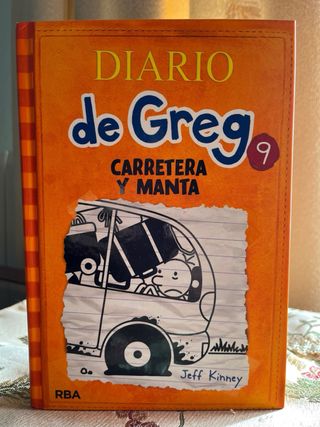 DIARIO
de Greg 9
CARRETERA
Y MANTA
Jeff Kinney
RBA